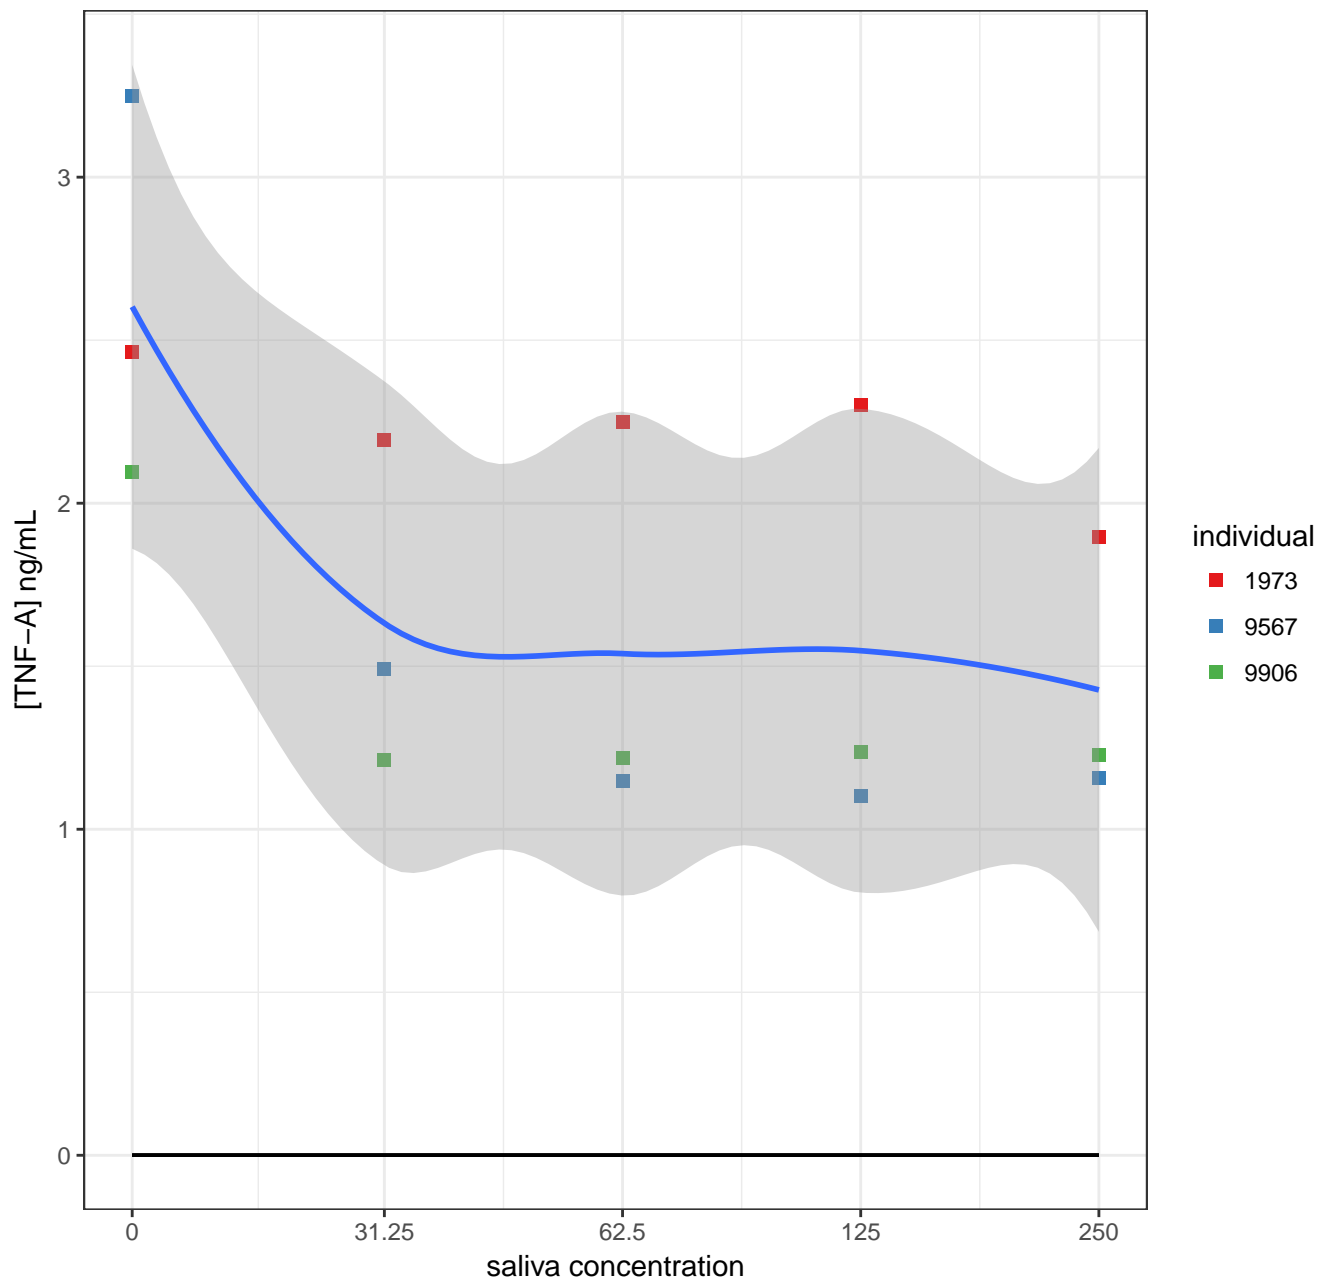 [TNF−A] ng/mL
3
2
1
0
0 31.25 62.5 125 250
saliva concentration
individual
1973
9567
9906